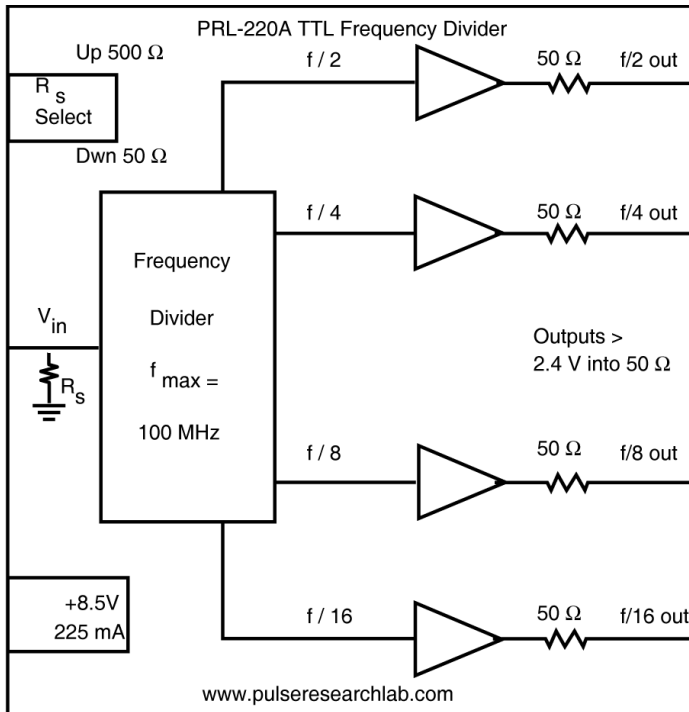 PRL-220A TTL Frequency Divider
Up 500 Ω
R s
Select
Dwn 50 Ω
f / 2
50 Ω
f/2 out
f / 4
50 Ω
f/4 out
Frequency
Divider
f max =
100 MHz
V in
R s
Outputs >
2.4 V into 50 Ω
f / 8
50 Ω
f/8 out
f / 16
50 Ω
f/16 out
+8.5V
225 mA
www.pulseresearchlab.com